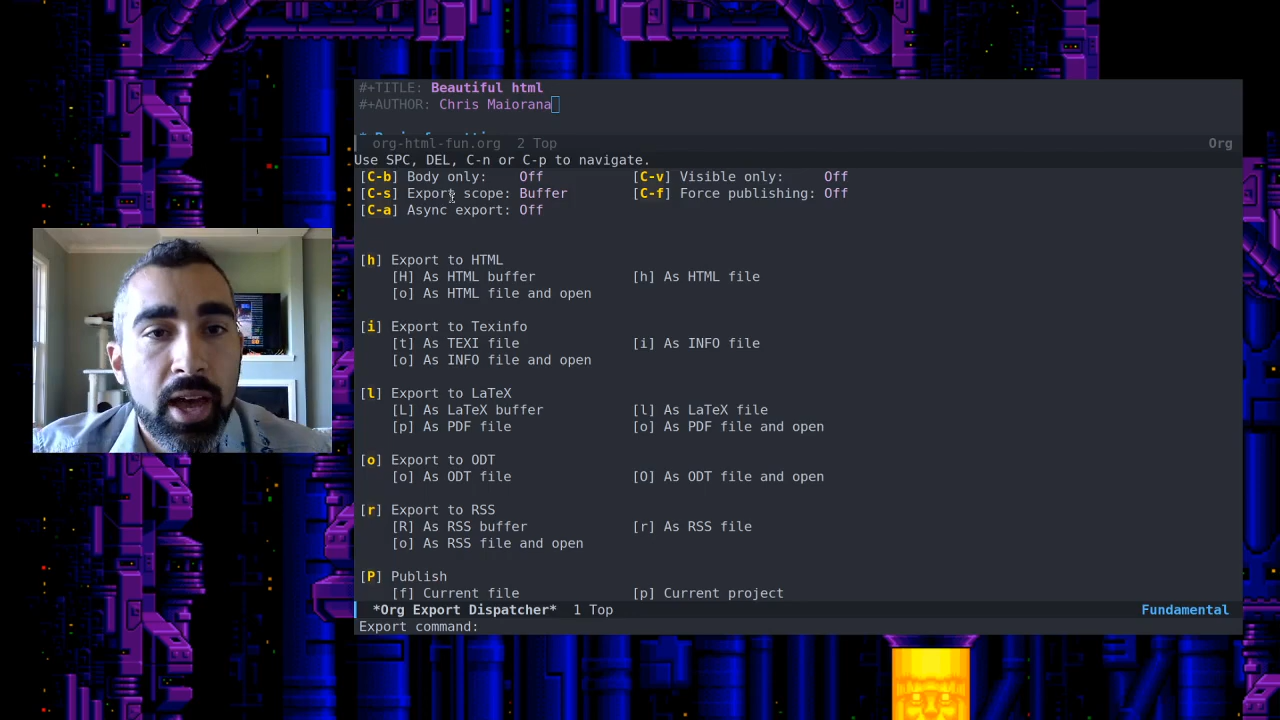 #+TITLE: Beautiful html
#+AUTHOR: Chris Maiorana
org-html-fun.org 2 Top Org
Use SPC, DEL, C-n or C-p to navigate.
[C-b] Body only: Off [C-v] Visible only: Off
[C-s] Export scope: Buffer [C-f] Force publishing: Off
[C-a] Async export: Off
[h] Export to HTML
[H] As HTML buffer [h] As HTML file
[o] As HTML file and open
[i] Export to Texinfo
[t] As TEXI file [i] As INFO file
[o] As INFO file and open
[l] Export to LaTeX
[L] As LaTeX buffer [l] As LaTeX file
[p] As PDF file [o] As PDF file and open
[o] Export to ODT
[o] As ODT file [O] As ODT file and open
[r] Export to RSS
[R] As RSS buffer [r] As RSS file
[o] As RSS file and open
[P] Publish
[f] Current file [p] Current project
*Org Export Dispatcher* 1 Top Fundamental
Export command: